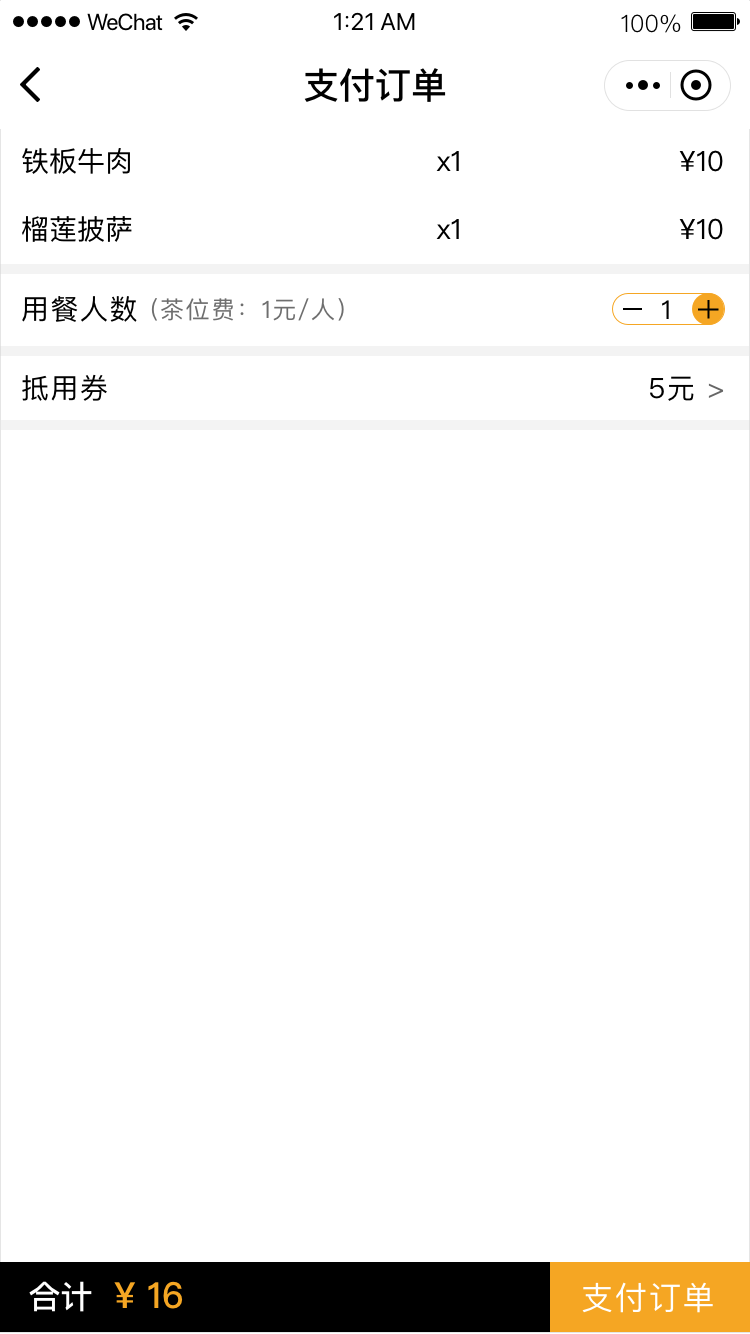 WeChat 1:21 AM 100%
支付订单
铁板牛肉 x1 ¥10
榴莲披萨 x1 ¥10
用餐人数（茶位费：1元/人） 1
抵用券 5元 >
合计 ¥ 16 支付订单